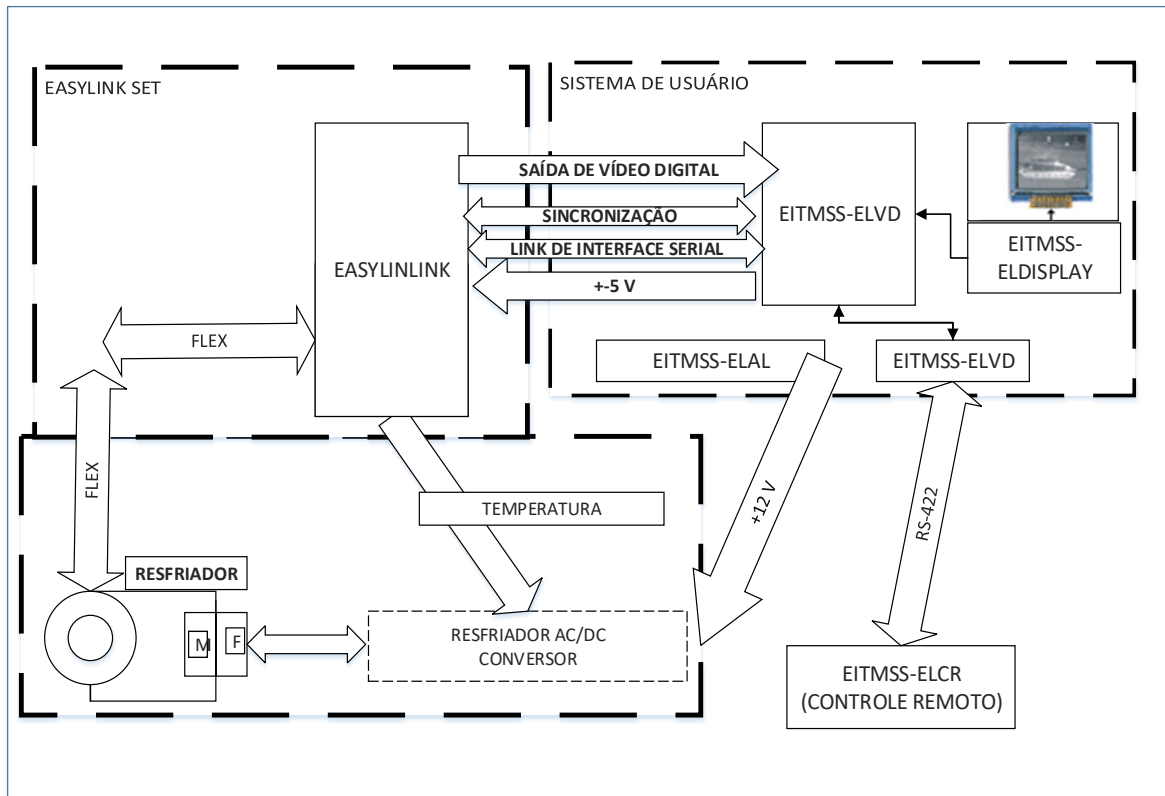 EASYLINK SET
SISTEMA DE USUÁRIO
SAÍDA DE VÍDEO DIGITAL
SINCRONIZAÇÃO
LINK DE INTERFACE SERIAL
+-5 V
EASYLINLINK
EITMSS-ELVD
EITMSS-
ELDISPLAY
FLEX
EITMSS-ELAL
EITMSS-ELVD
FLEX
TEMPERATURA
+12 V
RS-422
RESFRIADOR
M
F
RESFRIADOR AC/DC
CONVERSOR
EITMSS-ELCR
(CONTROLE REMOTO)